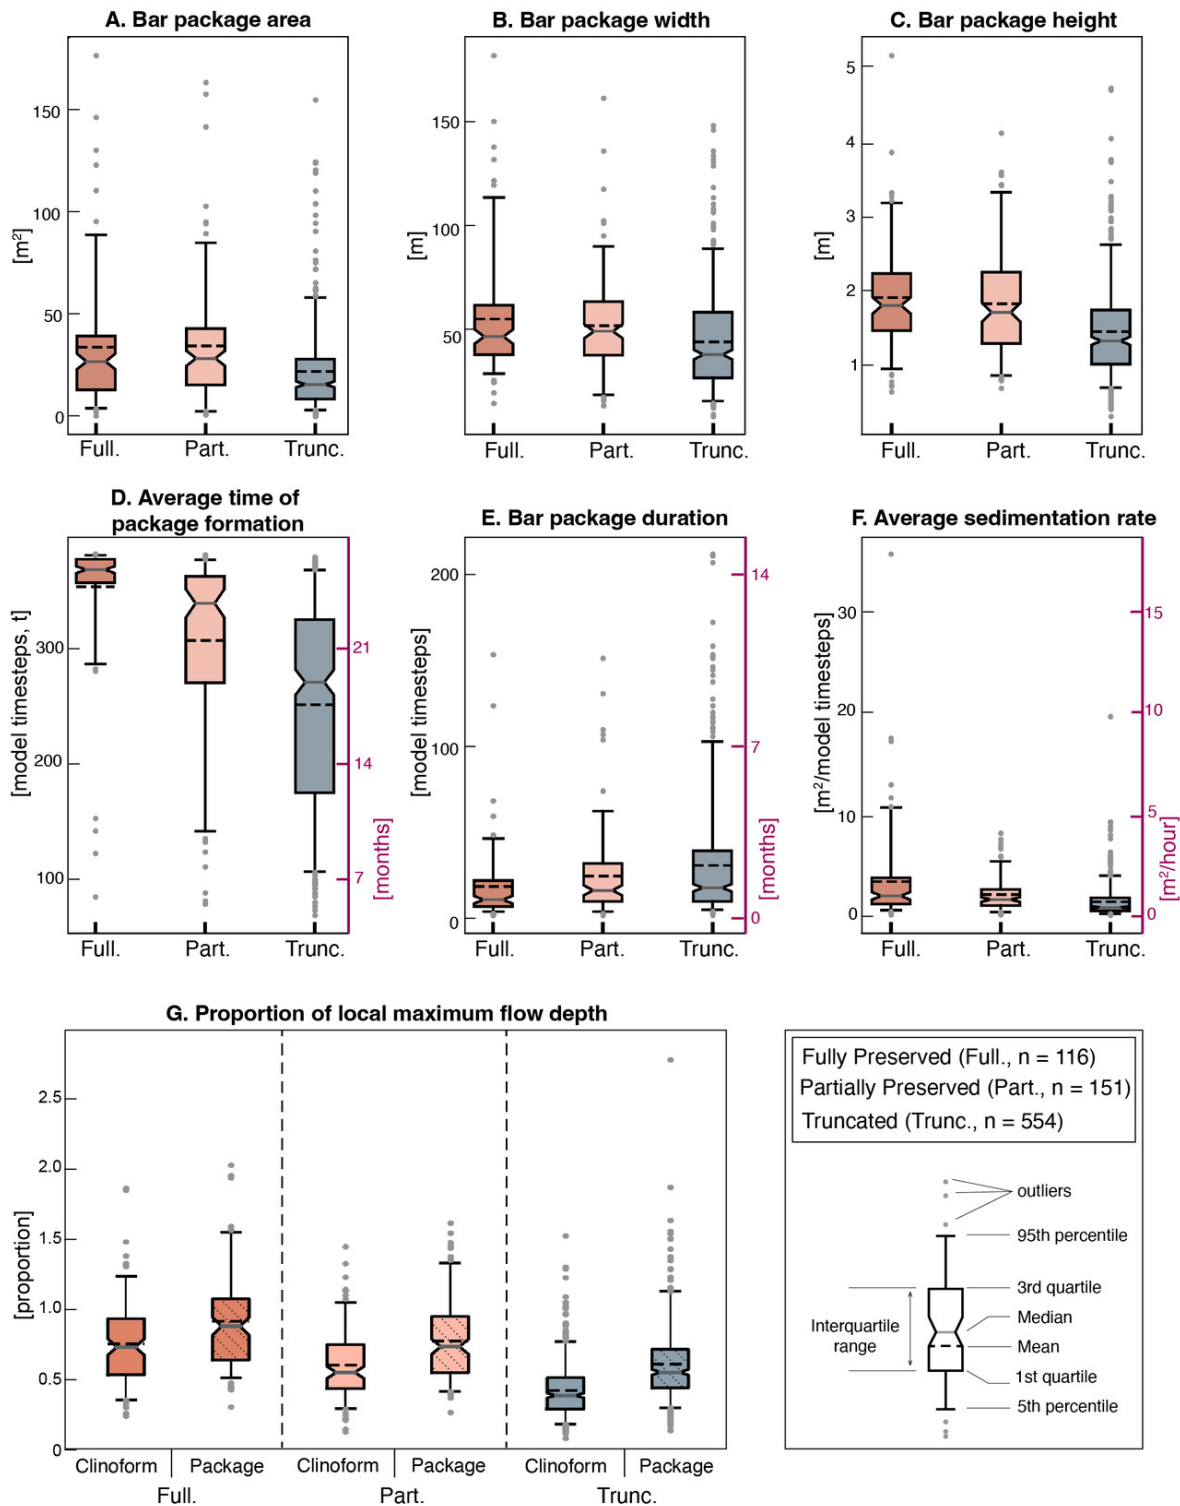 A. Bar package area
B. Bar package width
C. Bar package height
150
100
50
0
[m²]
Full.
Part.
Trunc.
150
100
50
[m]
Full.
Part.
Trunc.
5
4
3
2
1
[m]
Full.
Part.
Trunc.
D. Average time of
package formation
E. Bar package duration
F. Average sedimentation rate
300
200
100
[model timesteps, t]
21
14
7
[months]
Full.
Part.
Trunc.
200
100
0
[model timesteps]
14
7
0
[months]
Full.
Part.
Trunc.
30
20
10
0
[m²/model timesteps]
15
10
5
0
[m²/hour]
Full.
Part.
Trunc.
G. Proportion of local maximum flow depth
2.5
2.0
1.5
1.0
0.5
0
[proportion]
Clinoform
Package
Clinoform
Package
Clinoform
Package
Full.
Part.
Trunc.
Fully Preserved (Full., n = 116)
Partially Preserved (Part., n = 151)
Truncated (Trunc., n = 554)
outliers
95th percentile
3rd quartile
Median
Interquartile
range
Mean
1st quartile
5th percentile